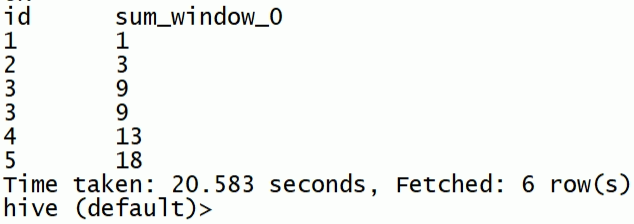 id sum_window_0
1 1
2 3
3 9
3 9
4 13
5 18
Time taken: 20.583 seconds, Fetched: 6 row(s)
hive (default)>